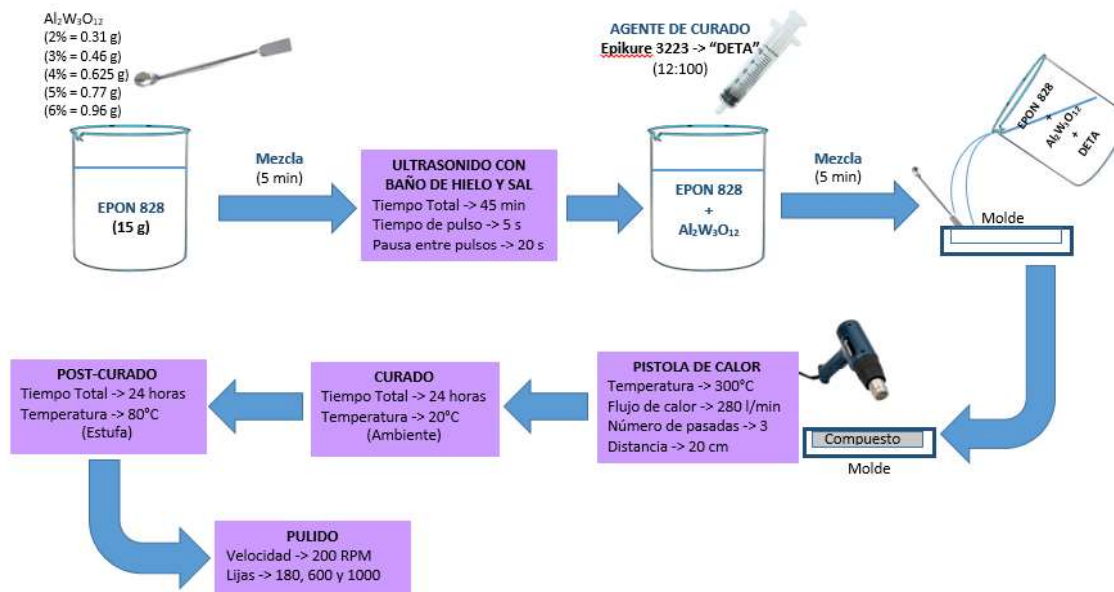 Al₂W₃O₁₂
(2% = 0.31 g)
(3% = 0.46 g)
(4% = 0.625 g)
(5% = 0.77 g)
(6% = 0.96 g)
EPON 828
(15 g)
Mezcla
(5 min)
ULTRASONIDO CON
BAÑO DE HIELO Y SAL
Tiempo Total -> 45 min
Tiempo de pulso -> 5 s
Pausa entre pulsos -> 20 s
AGENTE DE CURADO
Epikure 3223 -> “DETA”
(12:100)
EPON 828
+
Al₂W₃O₁₂
Mezcla
(5 min)
EPON 828
+
Al₂W₃O₁₂
+
DETA
Molde
Compuesto
Molde
PISTOLA DE CALOR
Temperatura -> 300°C
Flujo de calor -> 280 l/min
Número de pasadas -> 3
Distancia -> 20 cm
CURADO
Tiempo Total -> 24 horas
Temperatura -> 20°C
(Ambiente)
POST-CURADO
Tiempo Total -> 24 horas
Temperatura -> 80°C
(Estufa)
PULIDO
Velocidad -> 200 RPM
Lijas -> 180, 600 y 1000